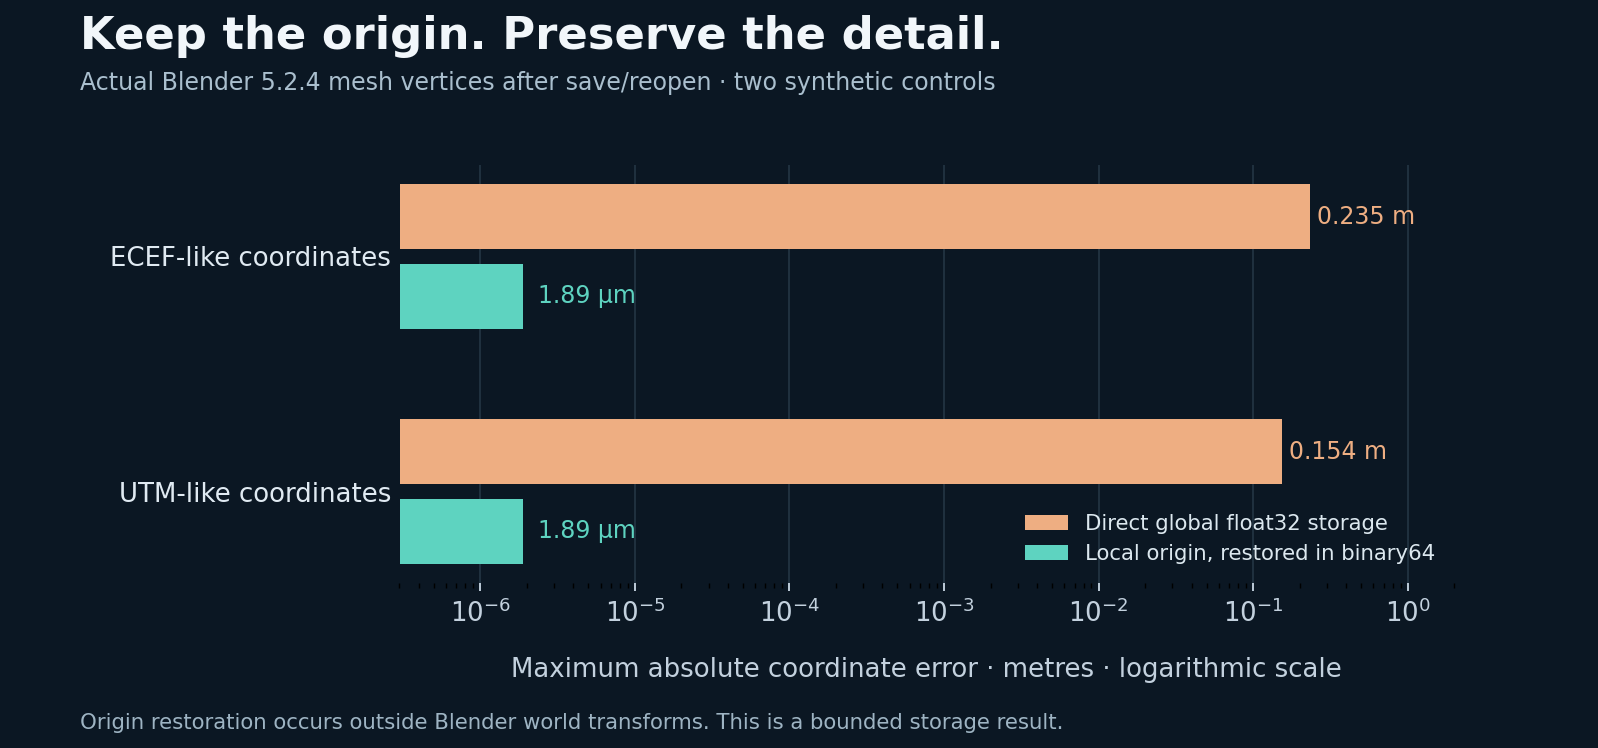 Keep the origin. Preserve the detail.
Actual Blender 5.2.4 mesh vertices after save/reopen · two synthetic controls
0.235 m
ECEF-like coordinates
1.89 µm
0.154 m
UTM-like coordinates
1.89 µm
Direct global float32 storage
Local origin, restored in binary64
10⁻⁶ 10⁻⁵ 10⁻⁴ 10⁻³ 10⁻² 10⁻¹ 10⁰
Maximum absolute coordinate error · metres · logarithmic scale
Origin restoration occurs outside Blender world transforms. This is a bounded storage result.